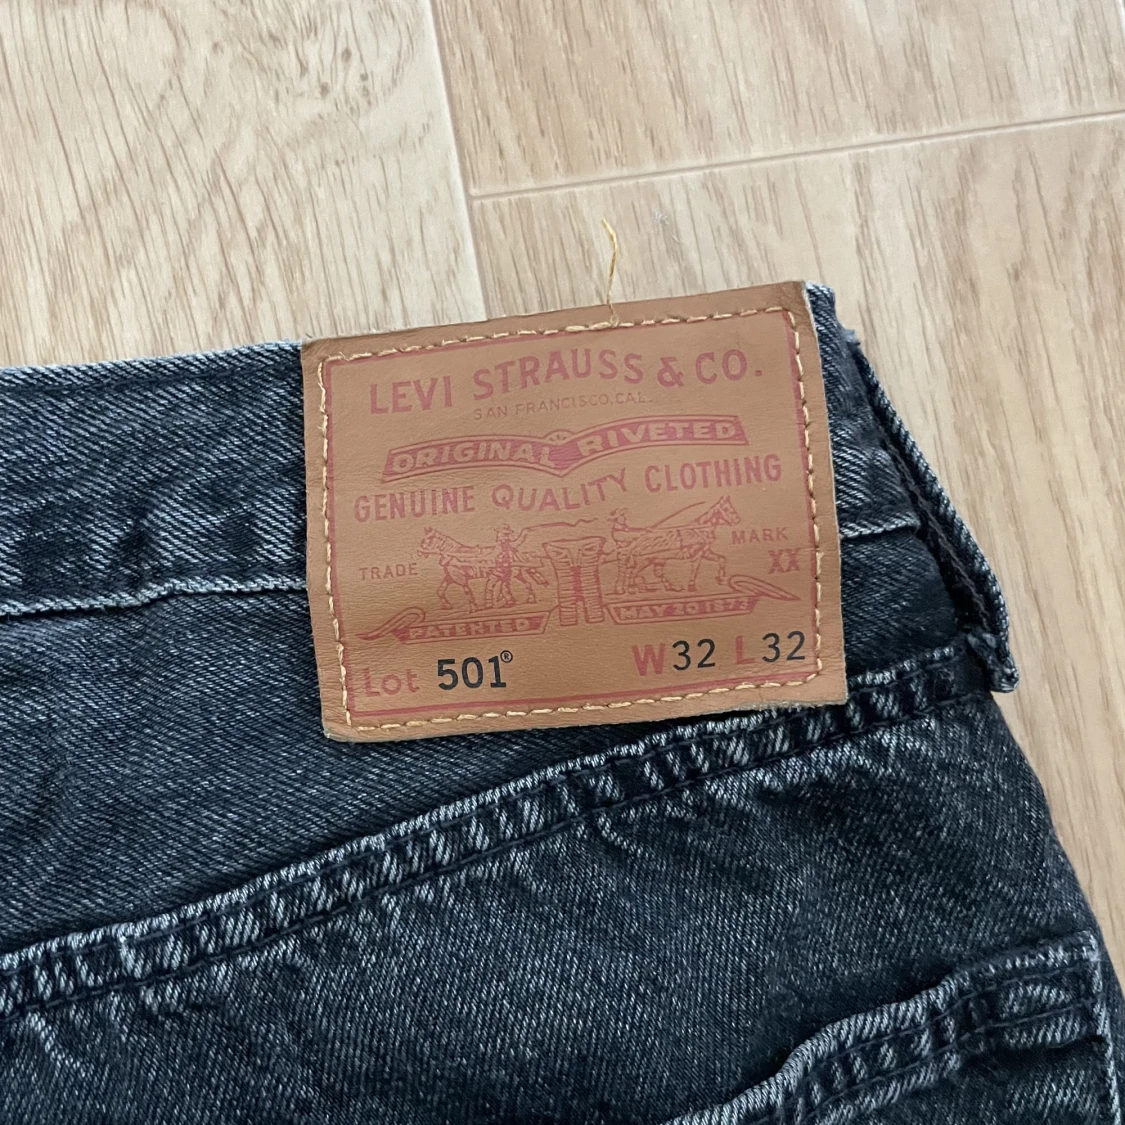 LEVI STRAUSS & CO.
SAN FRANCISCO, CAL.
ORIGINAL RIVETED
GENUINE QUALITY CLOTHING
TRADE MARK
XX
PATENTED MAY 20 1873
Lot 501® W32 L32